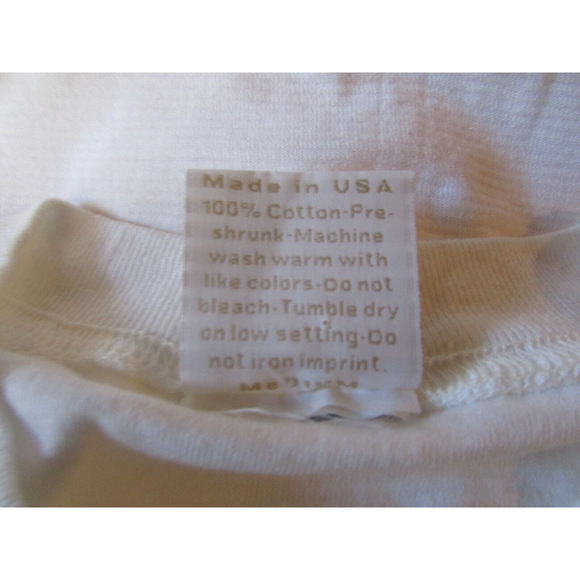 Made in USA
100% Cotton-Pre-
shrunk-Machine
wash warm with
like colors-Do not
bleach-Tumble dry
on low setting-Do
not iron imprint.